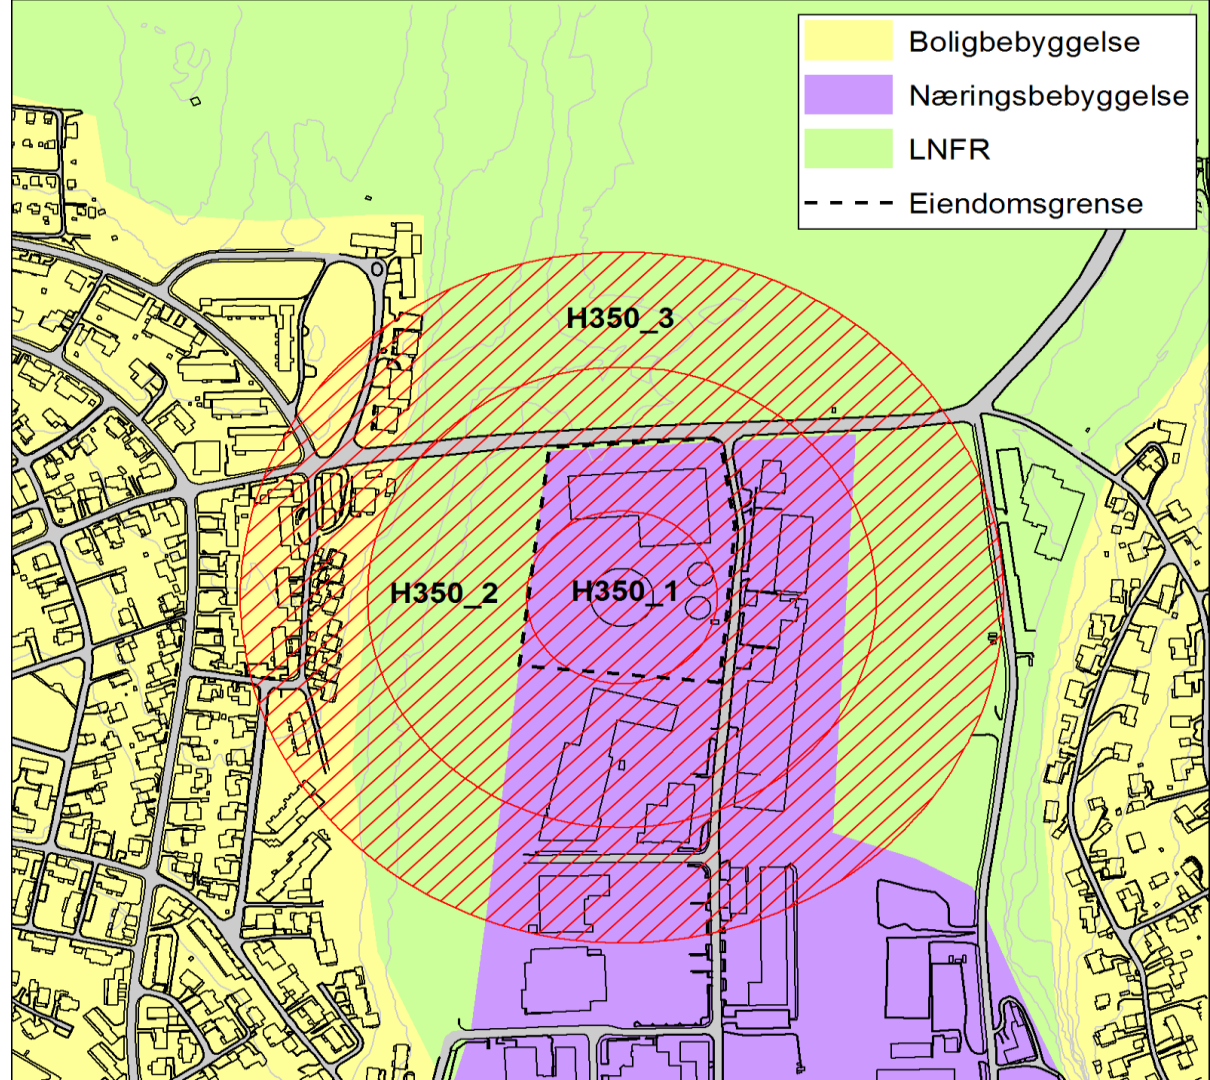 Boligbebyggelse
Næringsbebyggelse
LNFR
Eiendomsgrense
H350_3
H350_2
H350_1